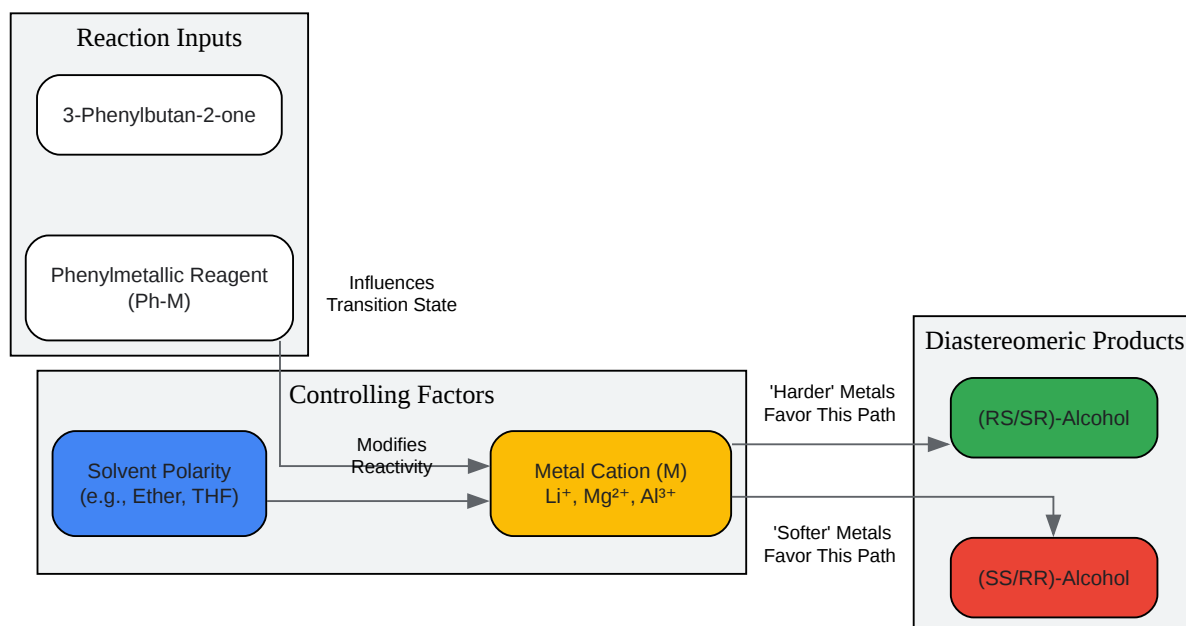 Reaction Inputs
3-Phenylbutan-2-one
Phenylmetallic Reagent
(Ph-M)
Influences
Transition State
Controlling Factors
Solvent Polarity
(e.g., Ether, THF)
Modifies
Reactivity
Metal Cation (M)
Li⁺, Mg²⁺, Al³⁺
'Harder' Metals
Favor This Path
'Softer' Metals
Favor This Path
Diastereomeric Products
(RS/SR)-Alcohol
(SS/RR)-Alcohol